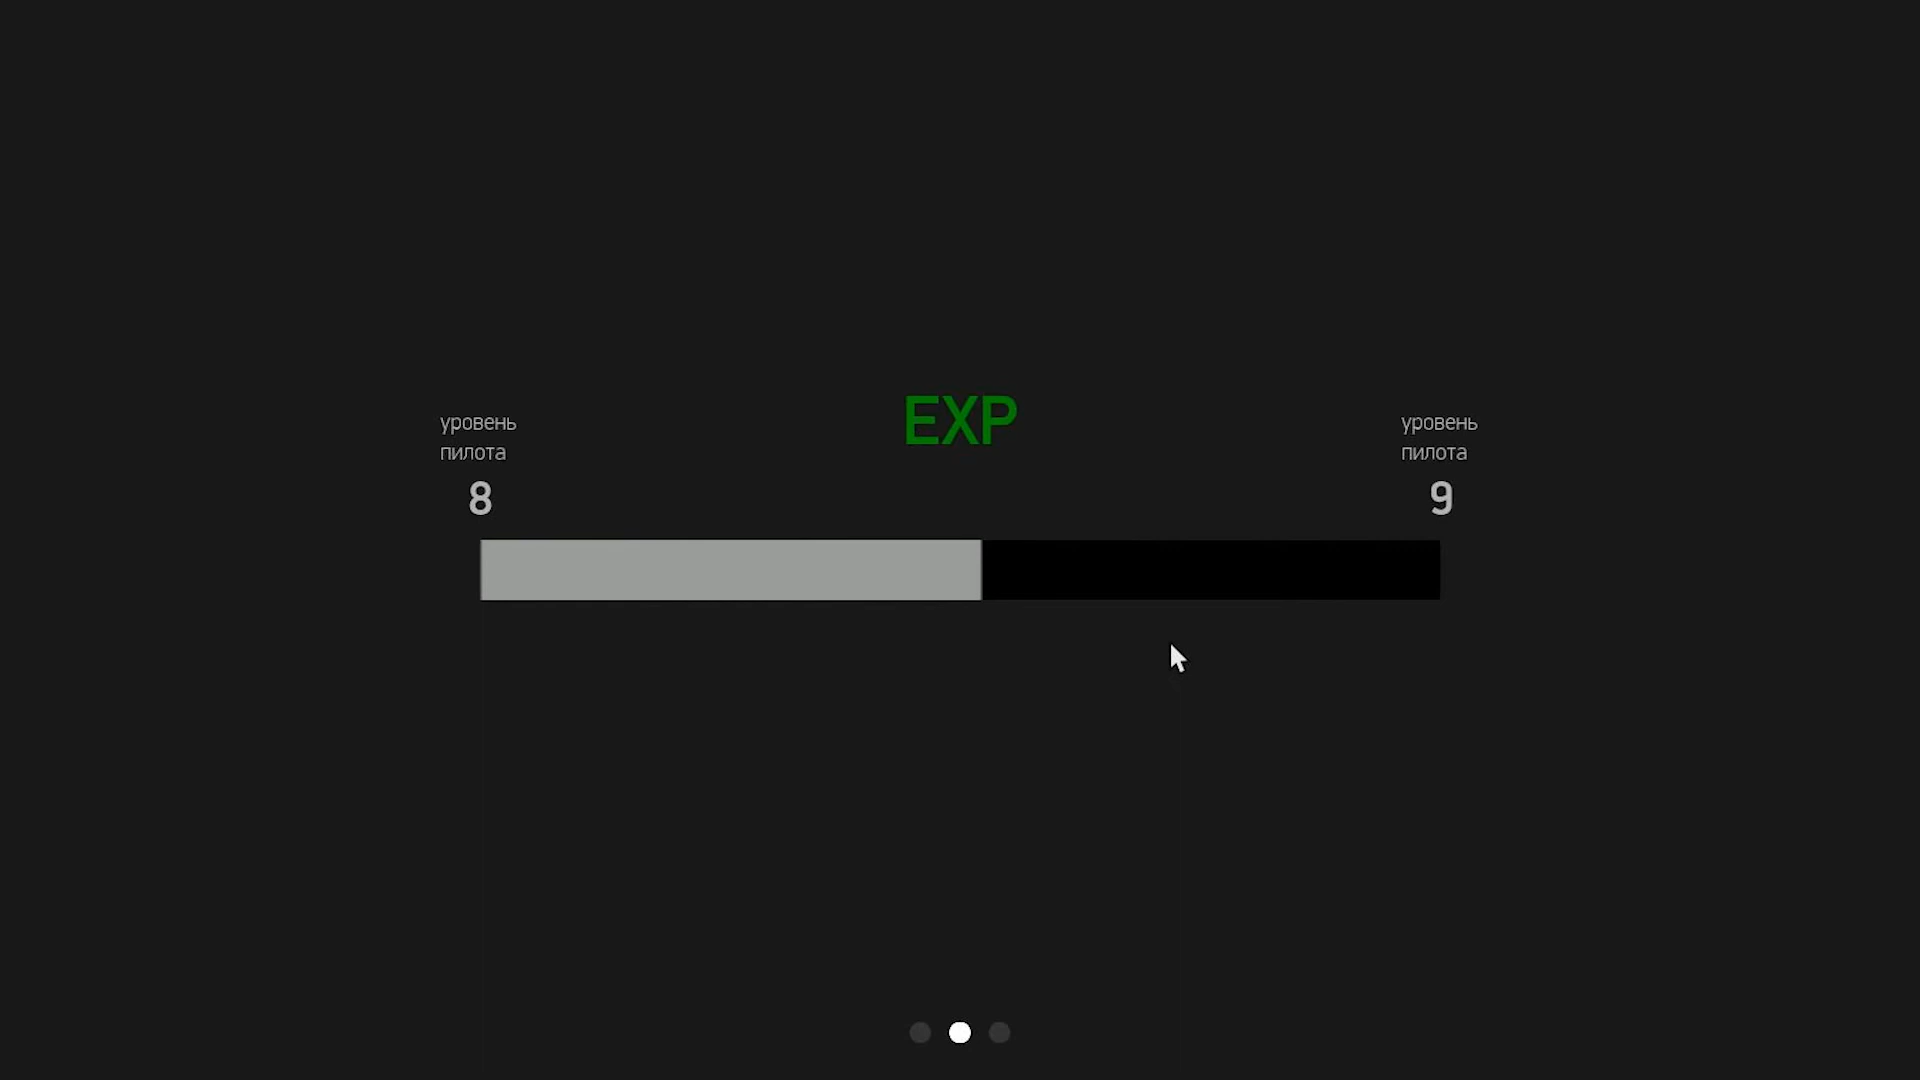 EXP
уровень
пилота
8
уровень
пилота
9